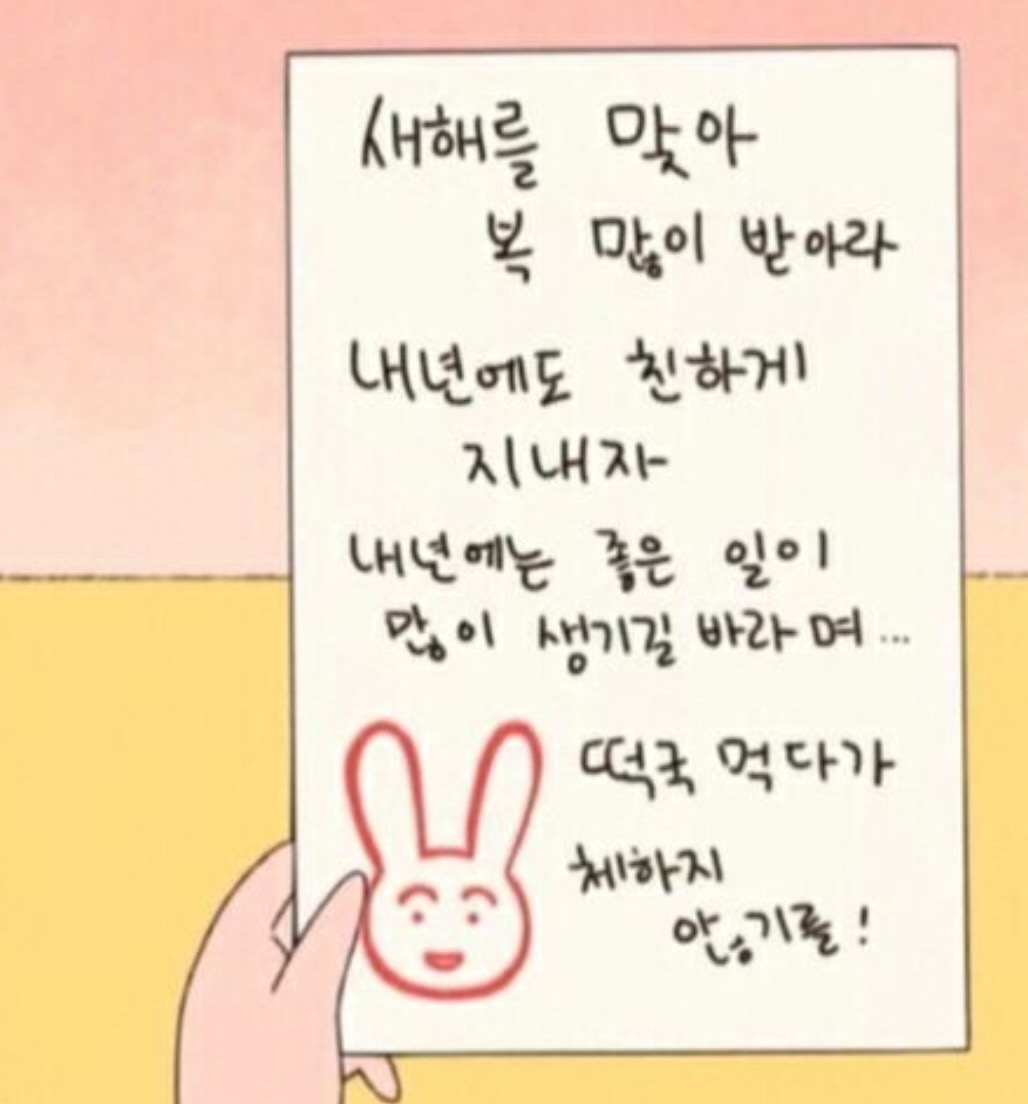 새해를 맞아
복 많이 받아라
내년에도 친하게
지내자
내년에는 좋은 일이
많이 생기길 바라며...
떡국 먹다가
체하지
않기를!